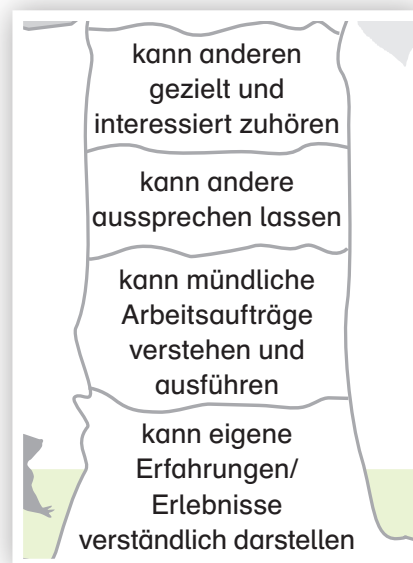 kann anderen
gezielt und
interessiert zuhören
kann andere
aussprechen lassen
kann mündliche
Arbeitsaufträge
verstehen und
ausführen
kann eigene
Erfahrungen/
Erlebnisse
verständlich darstellen